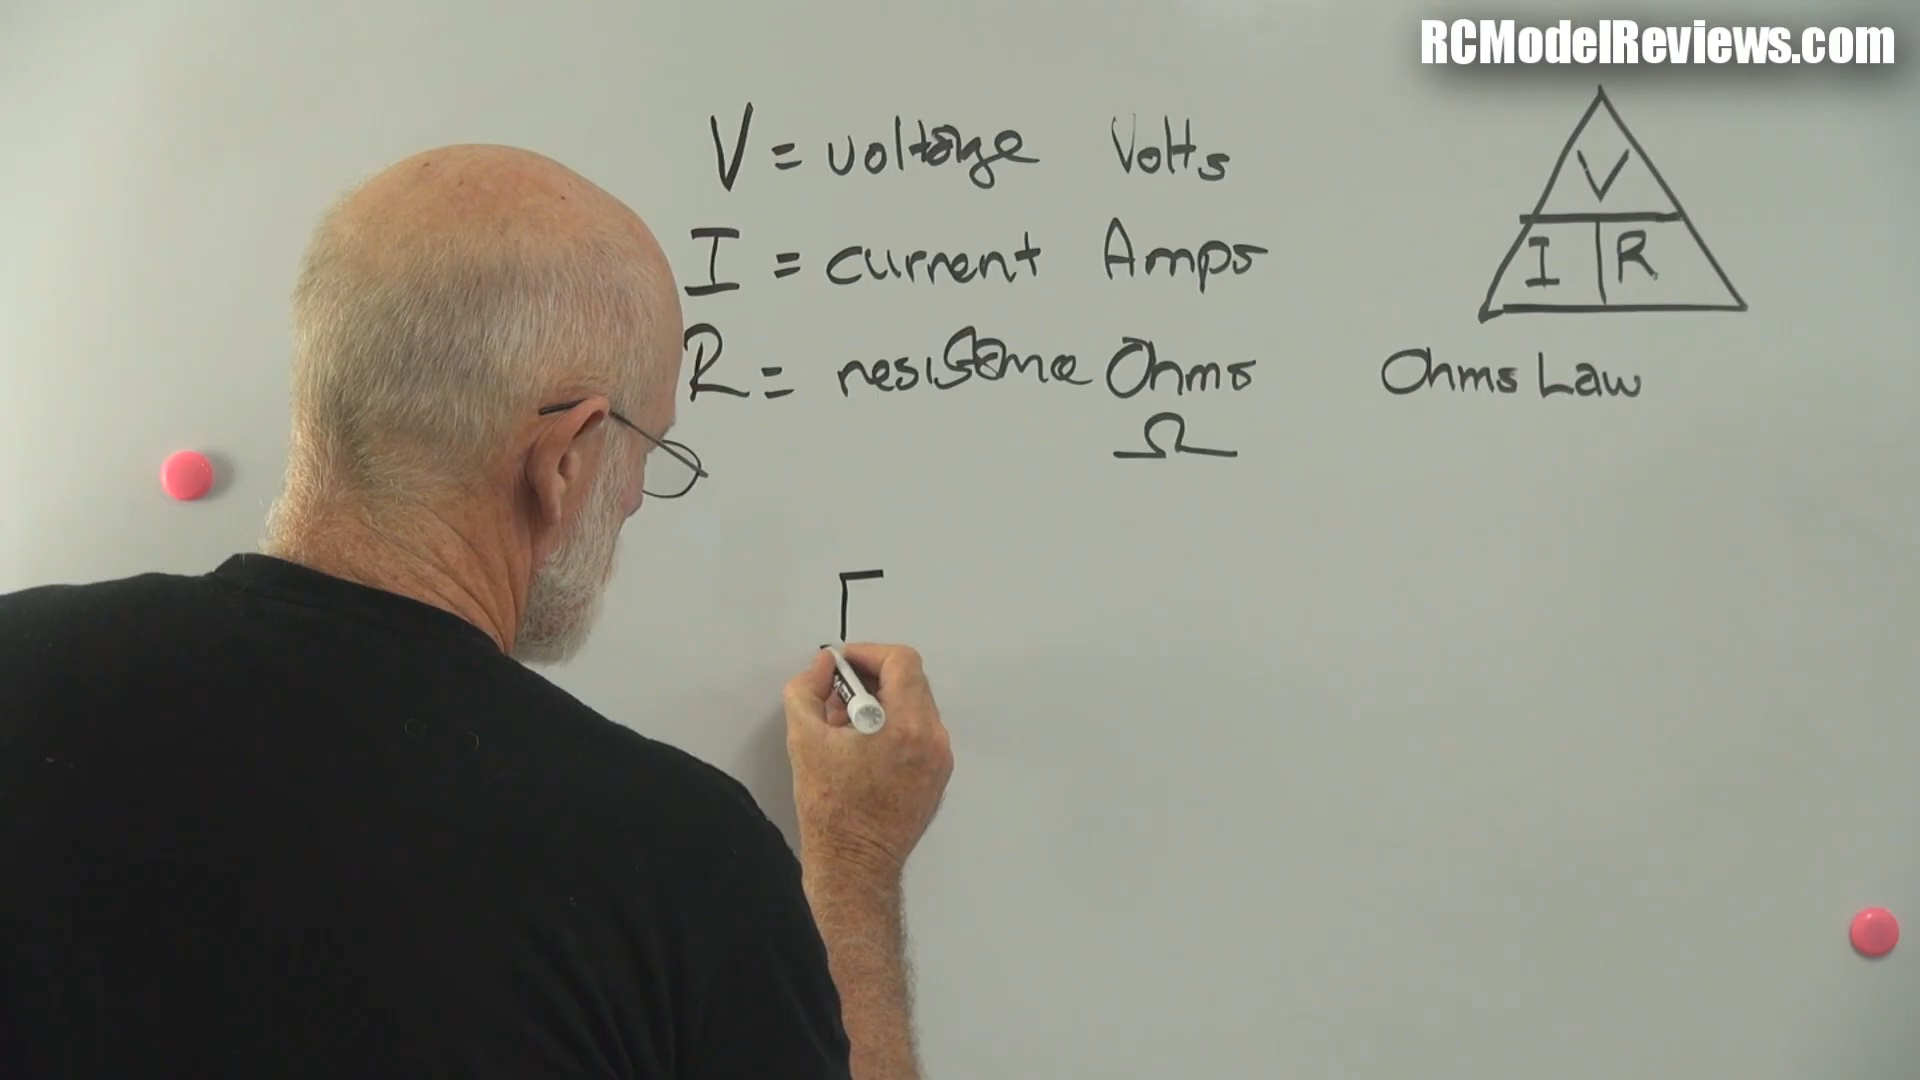 RCModelReviews.com
V = voltage Volts
I = current Amps
R = resistance Ohms
Ω
V
I R
Ohms Law